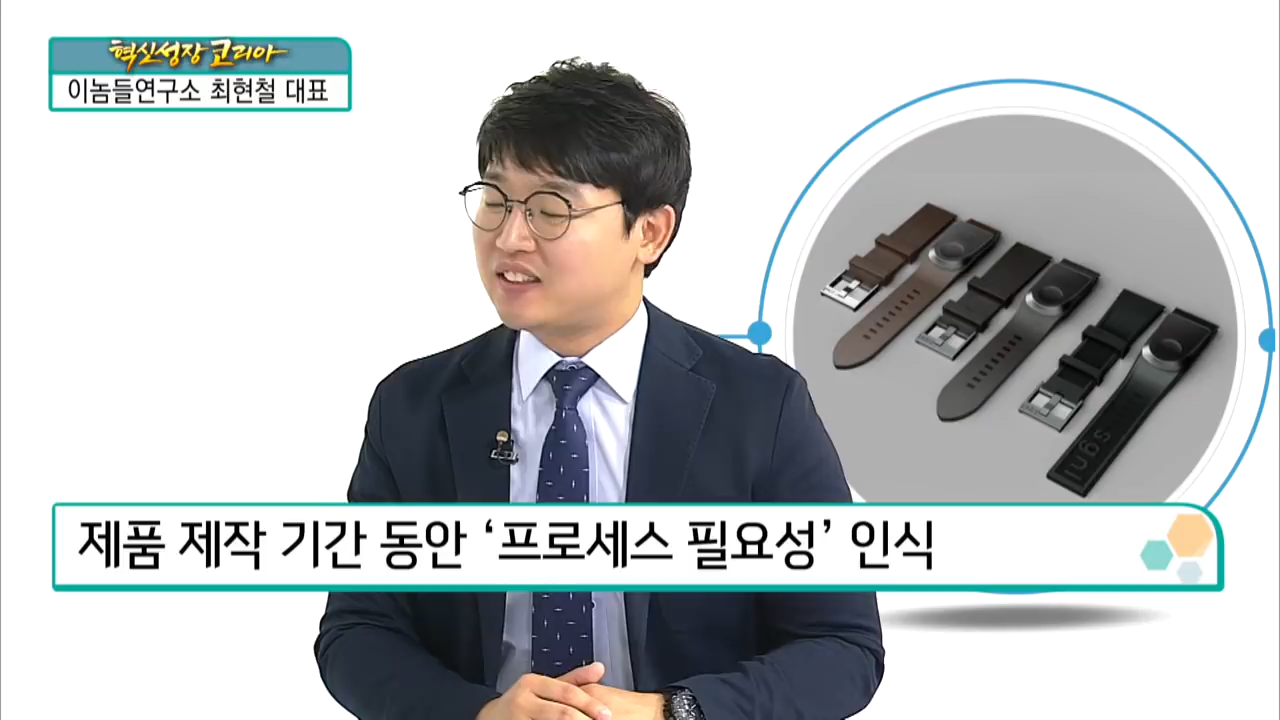 혁신성장 코리아
이놈들연구소 최현철 대표
sgnl
제품 제작 기간 동안 ‘프로세스 필요성’ 인식